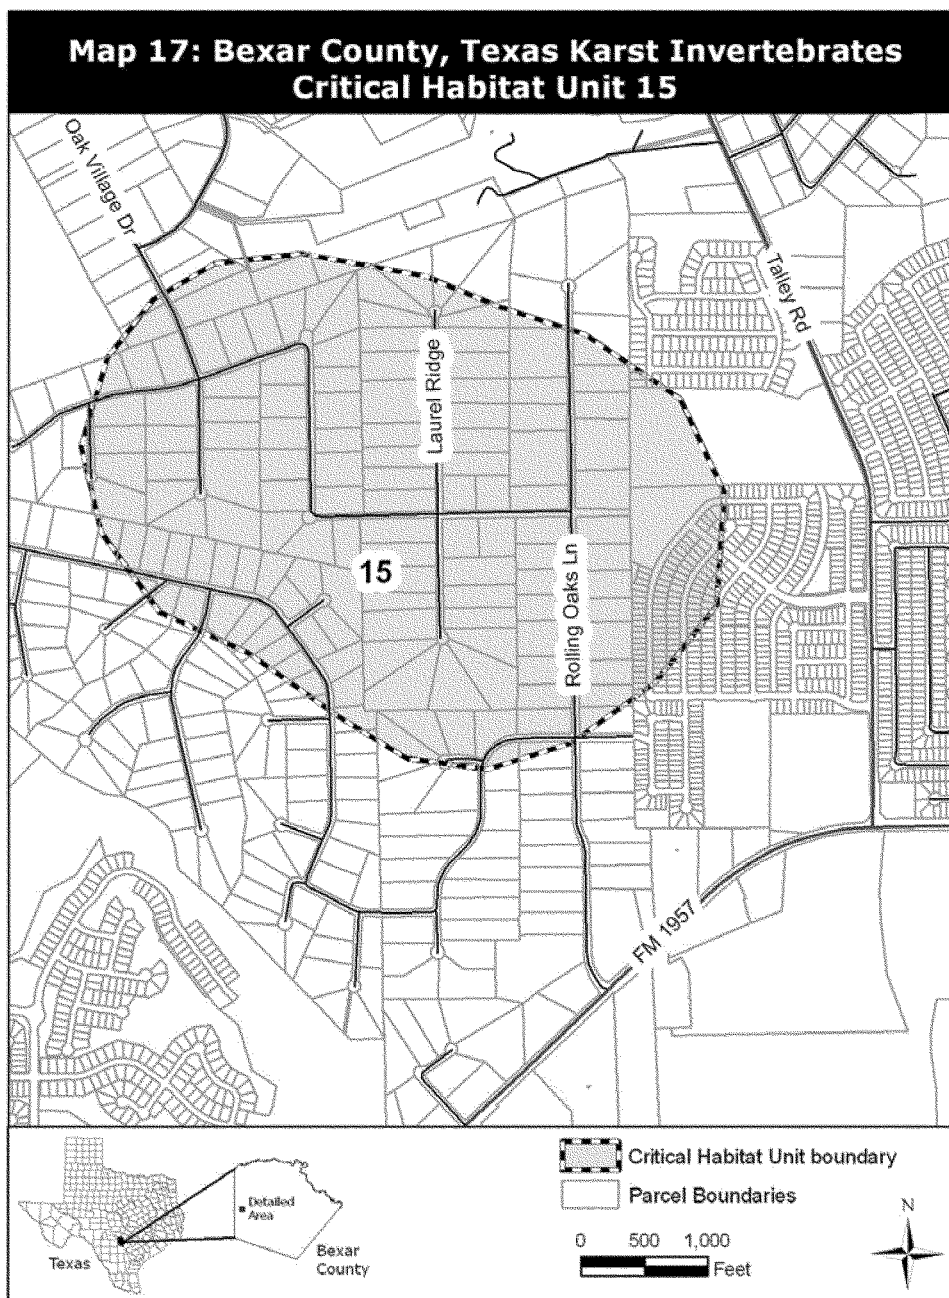 Map 17: Bexar County, Texas Karst Invertebrates
Critical Habitat Unit 15
Oak Village Dr
Talley Rd
Laurel Ridge
15
Rolling Oaks Ln
FM 1957
Texas
Detailed
Area
Bexar
County
Critical Habitat Unit boundary
Parcel Boundaries
0 500 1,000
Feet
N